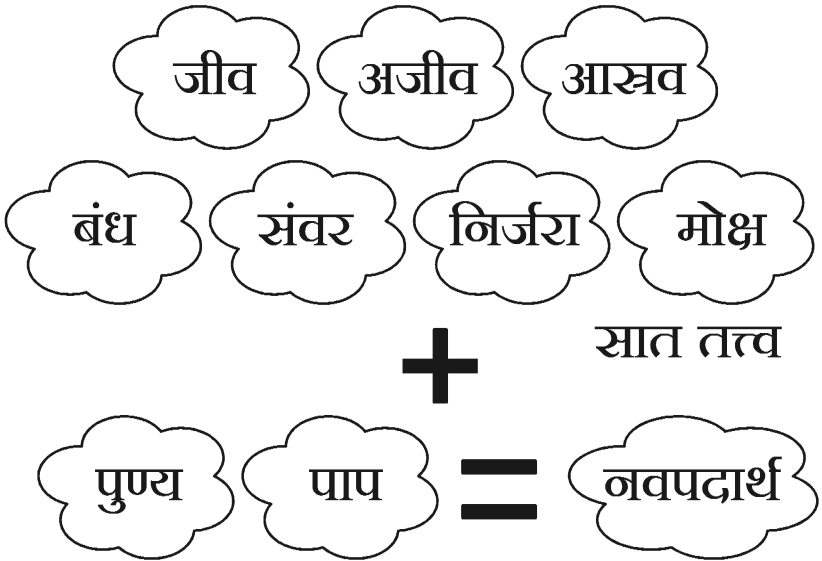 जीव अजीव आस्रव
बंध संवर निर्जरा मोक्ष
+ सात तत्त्व
पुण्य पाप = नवपदार्थ